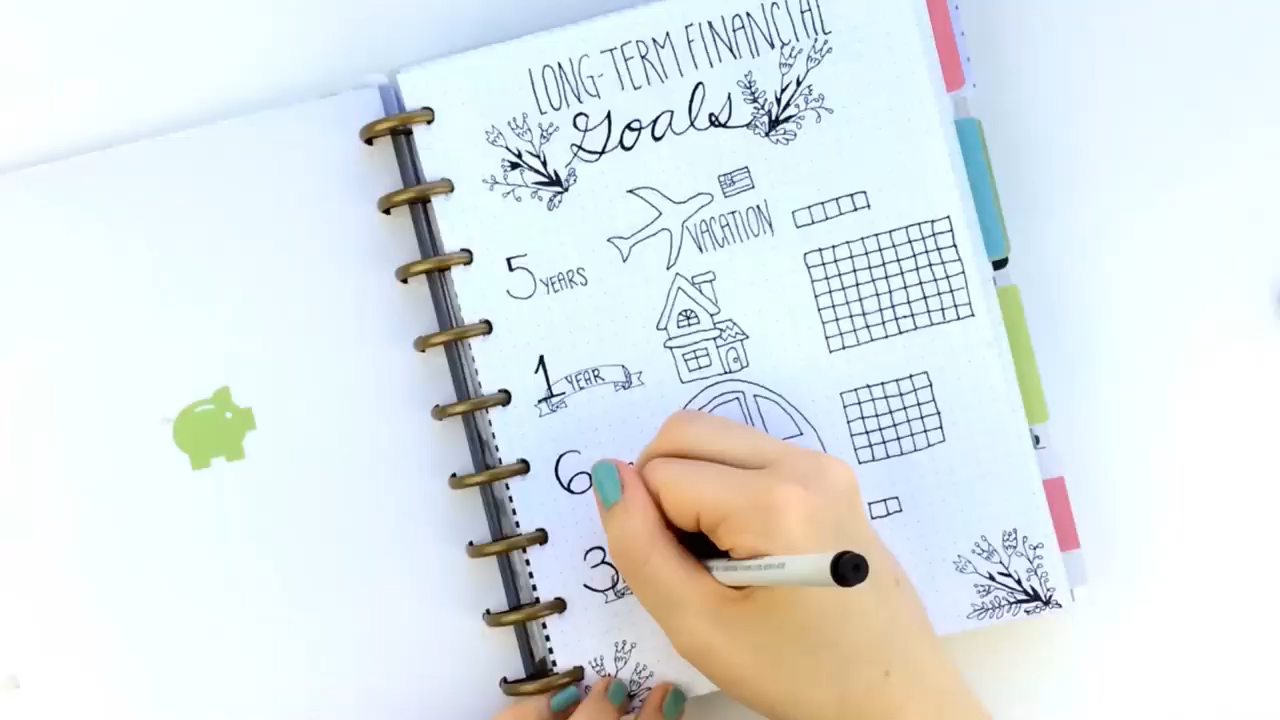 LONG-TERM FINANCIAL
Goals
VACATION
5 YEARS
1 YEAR
6
3